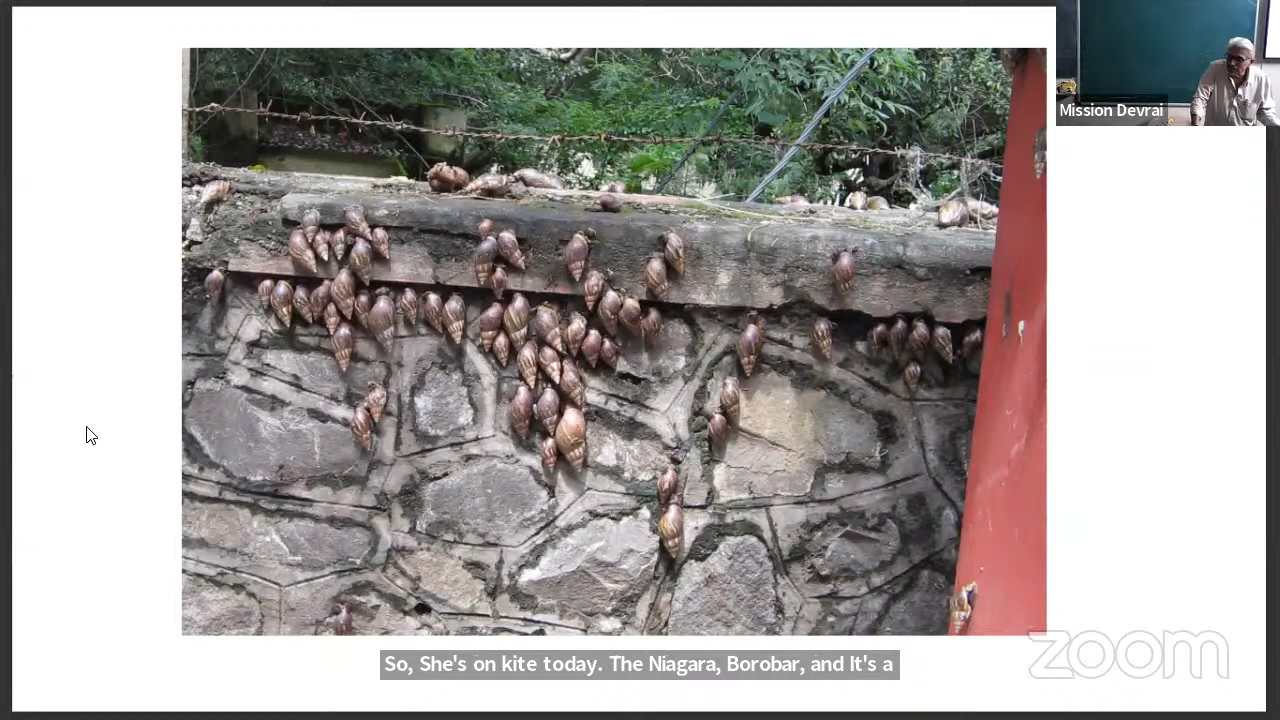 Mission Devrai
So, She's on kite today. The Niagara, Borobar, and It's a
zoom